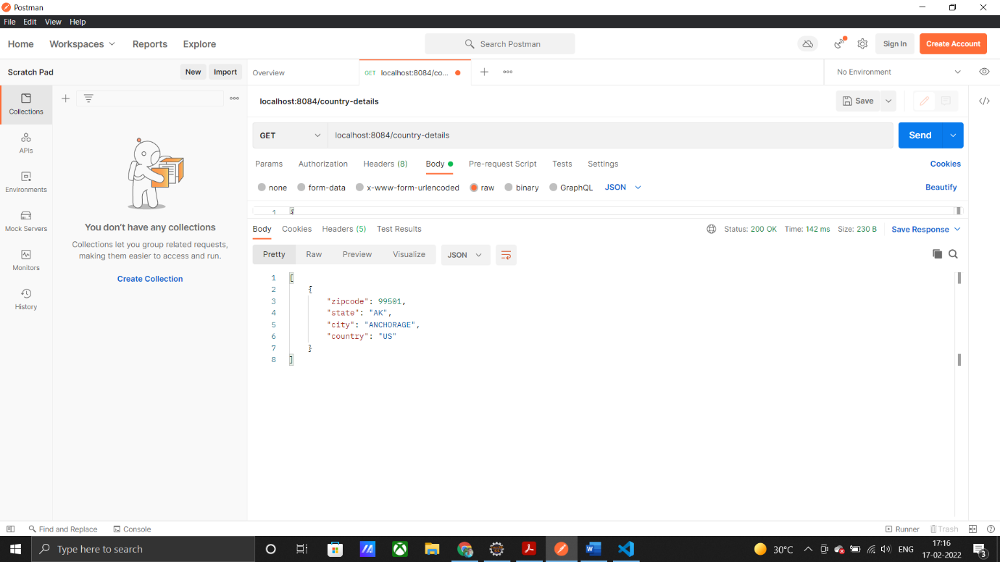 Postman
File Edit View Help
Home Workspaces Reports Explore Search Postman Sign In Create Account
Scratch Pad New Import Overview GET localhost:8084/co... No Environment
Collections
APIs
Environments
Mock Servers
Monitors
History
You don't have any collections
Collections let you group related requests,
making them easier to access and run.
Create Collection
localhost:8084/country-details Save
GET localhost:8084/country-details Send
Params Authorization Headers (8) Body Pre-request Script Tests Settings Cookies
none form-data x-www-form-urlencoded raw binary GraphQL JSON Beautify
1 {
Body Cookies Headers (5) Test Results Status: 200 OK Time: 142 ms Size: 230 B Save Response
Pretty Raw Preview Visualize JSON
1 [
2 {
3 "zipcode": 99501,
4 "state": "AK",
5 "city": "ANCHORAGE",
6 "country": "US"
7 }
8 ]
Find and Replace Console Runner Trash
Type here to search 30°C ENG 17:16
17-02-2022 3